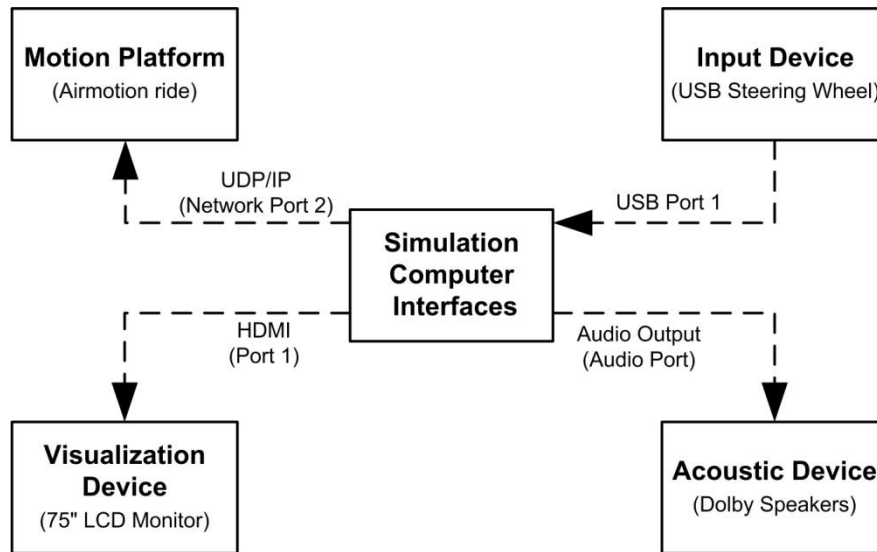 Motion Platform
(Airmotion ride)
Input Device
(USB Steering Wheel)
UDP/IP
(Network Port 2)
USB Port 1
Simulation
Computer
Interfaces
HDMI
(Port 1)
Audio Output
(Audio Port)
Visualization
Device
(75" LCD Monitor)
Acoustic Device
(Dolby Speakers)